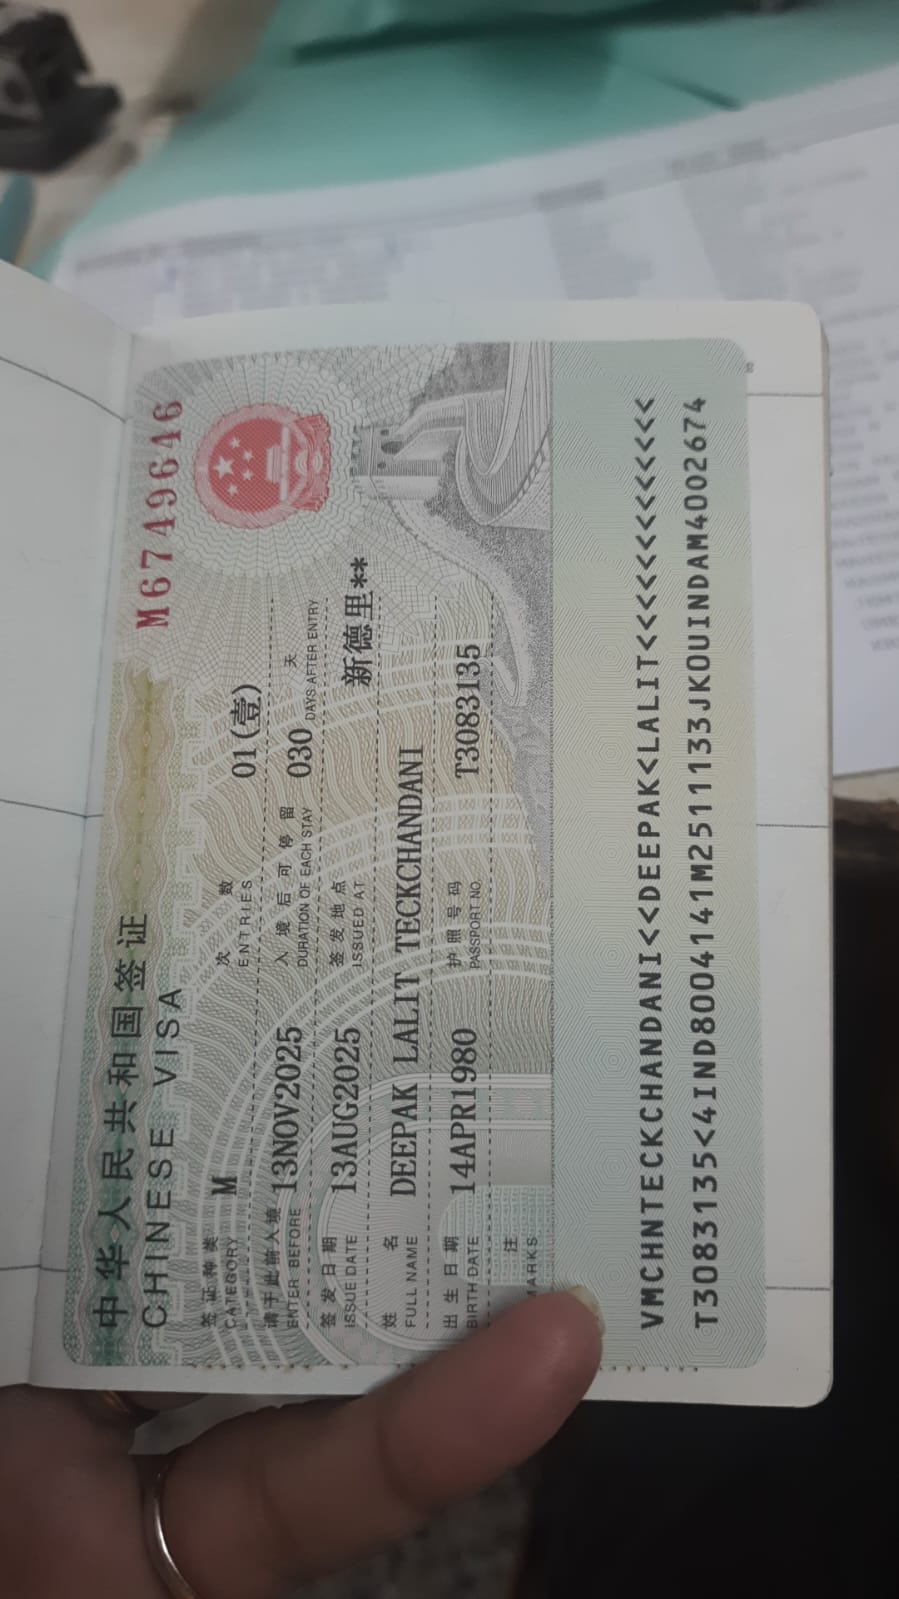 中华人民共和国签证
CHINESE VISA
M6749646
签证种类 CATEGORY M
次数 ENTRIES 01(壹)
请于此前入境 ENTER BEFORE 13NOV2025
入境后可停留 DURATION OF EACH STAY 030 天 DAYS AFTER ENTRY
签发日期 ISSUE DATE 13AUG2025
签发地点 ISSUED AT 新德里**
姓名 FULL NAME DEEPAK LALIT TECKCHANDANI
出生日期 BIRTH DATE 14APR1980
护照号码 PASSPORT NO. T3083135
注 MARKS
VMCHNTECKCHANDANI<<DEEPAK<LALIT<<<<<<<<<<<<<
T3083135<4IND8004141M2511133JKOUINDAM4002674